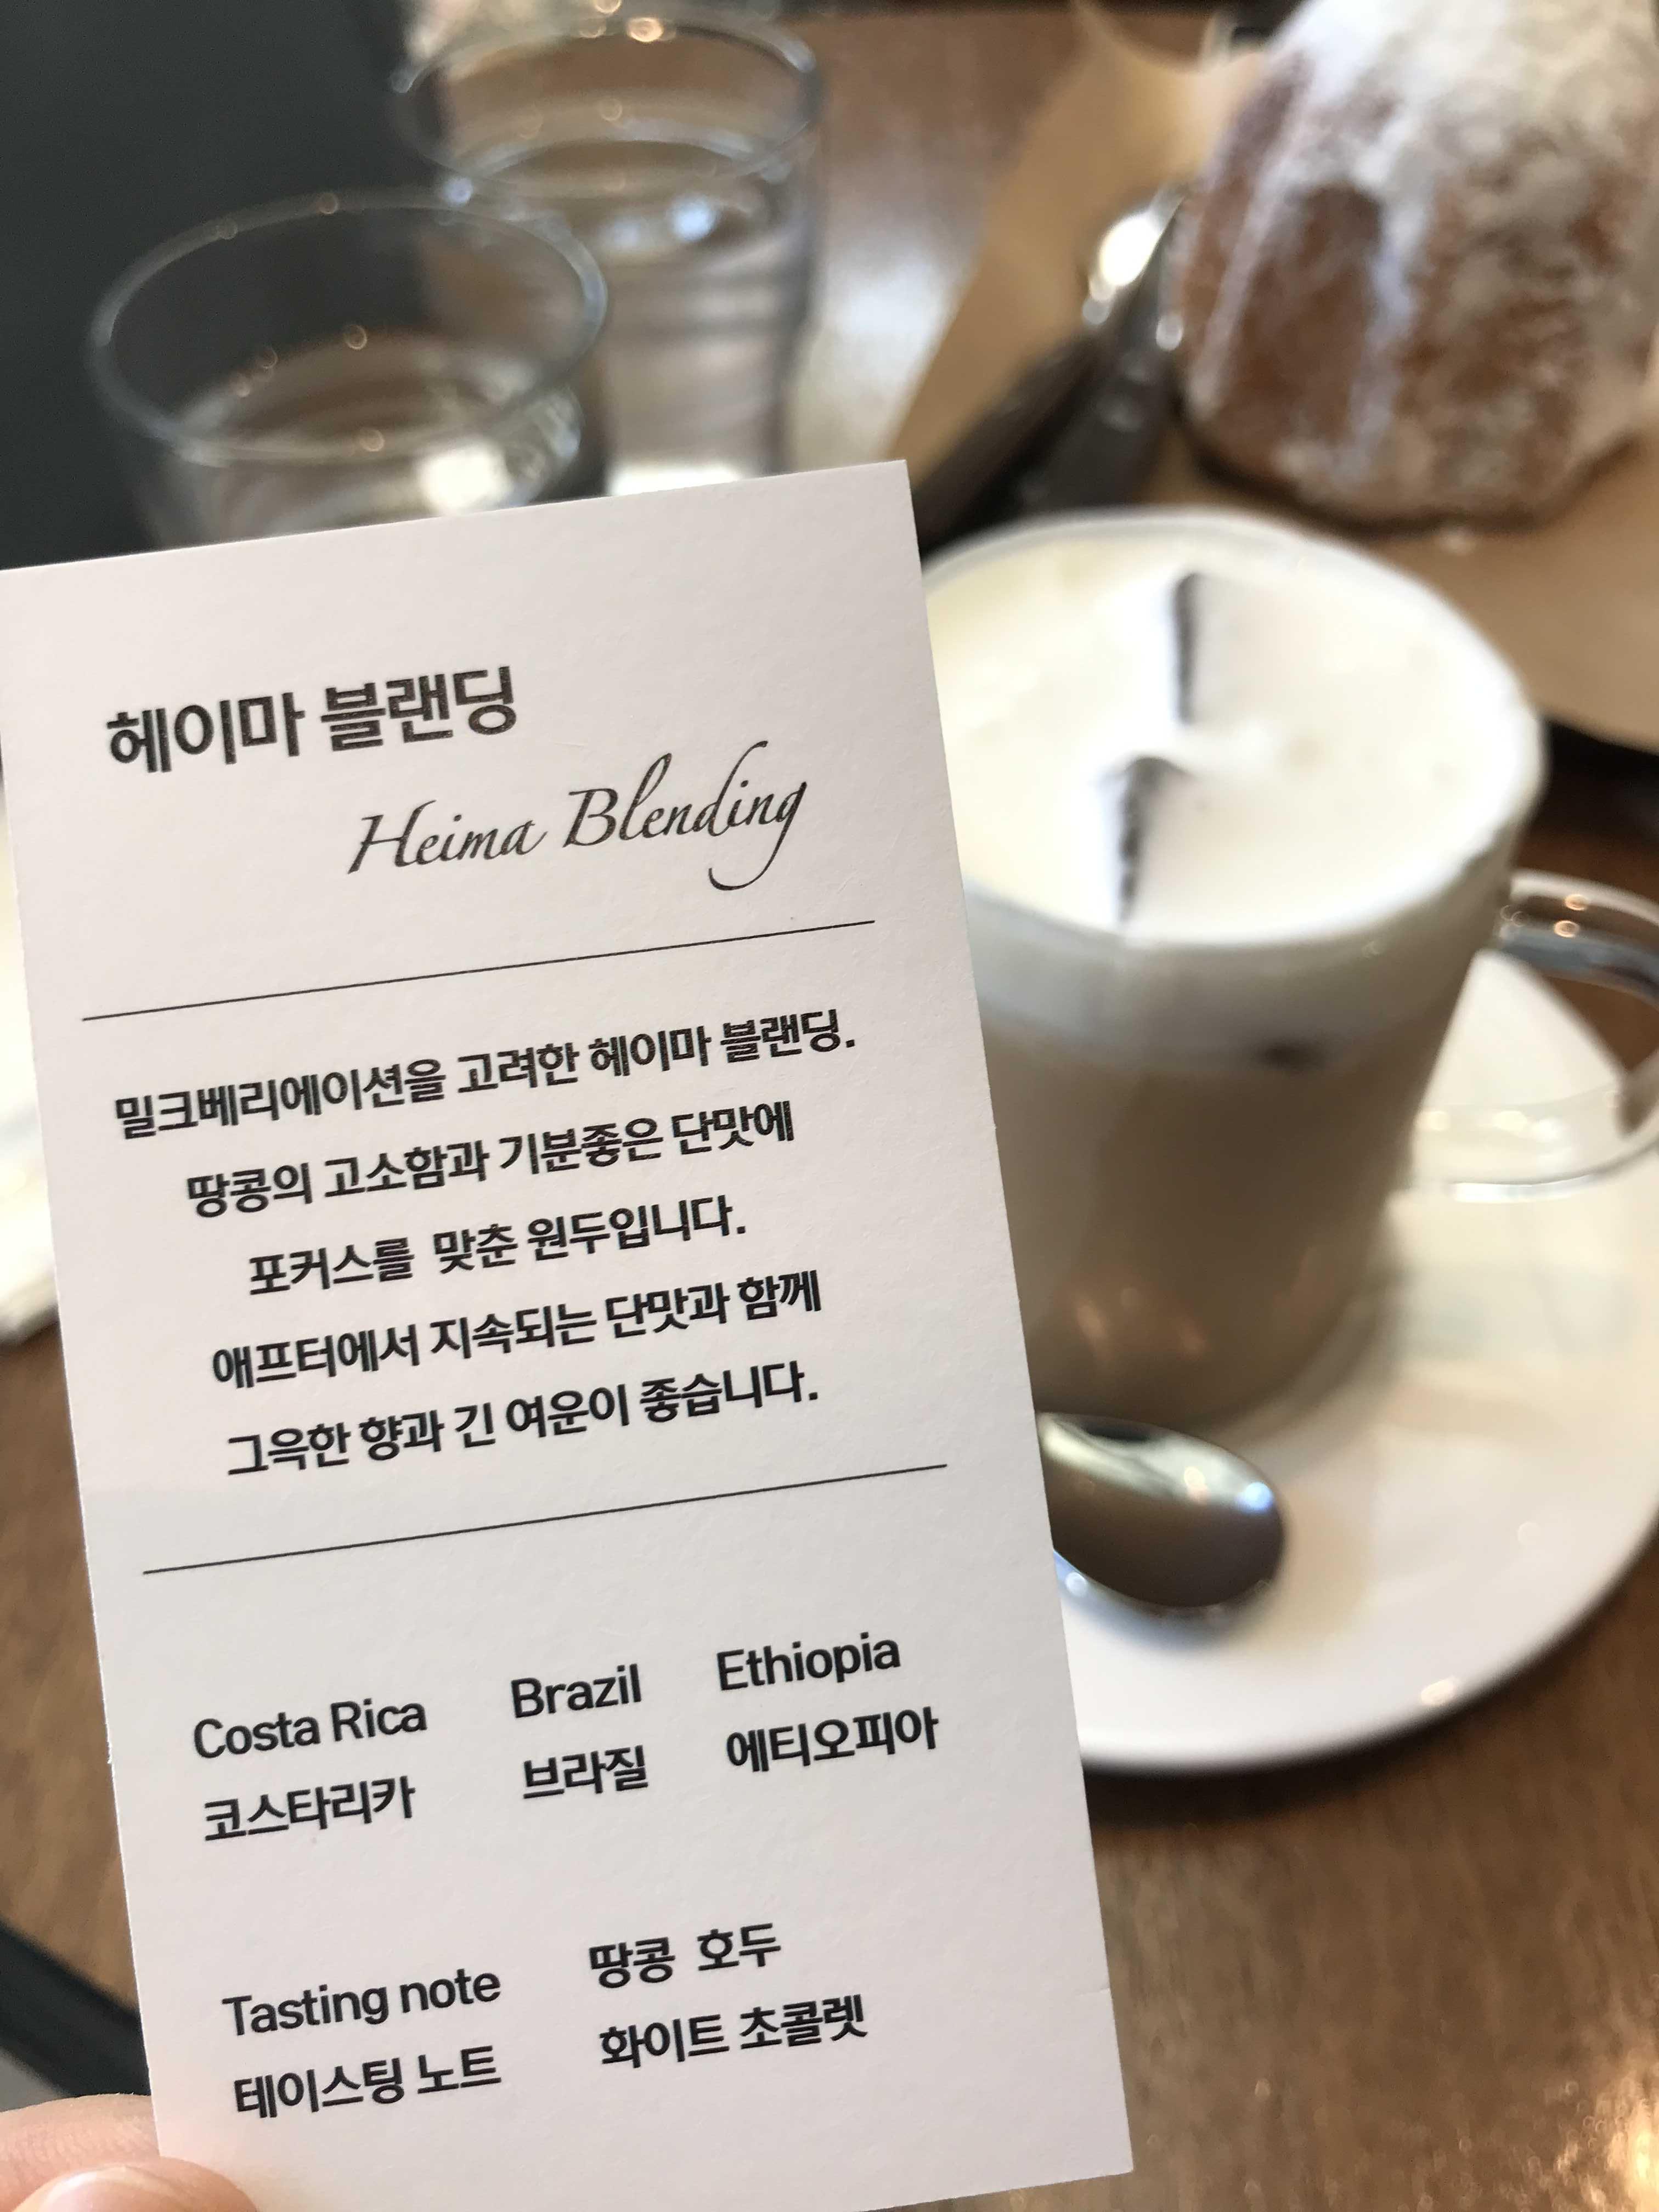 헤이마 블랜딩
Heima Blending
밀크베리에이션을 고려한 헤이마 블랜딩.
땅콩의 고소함과 기분좋은 단맛에
포커스를 맞춘 원두입니다.
애프터에서 지속되는 단맛과 함께
그윽한 향과 긴 여운이 좋습니다.
Costa Rica Brazil Ethiopia
코스타리카 브라질 에티오피아
Tasting note 땅콩 호두
테이스팅 노트 화이트 초콜렛